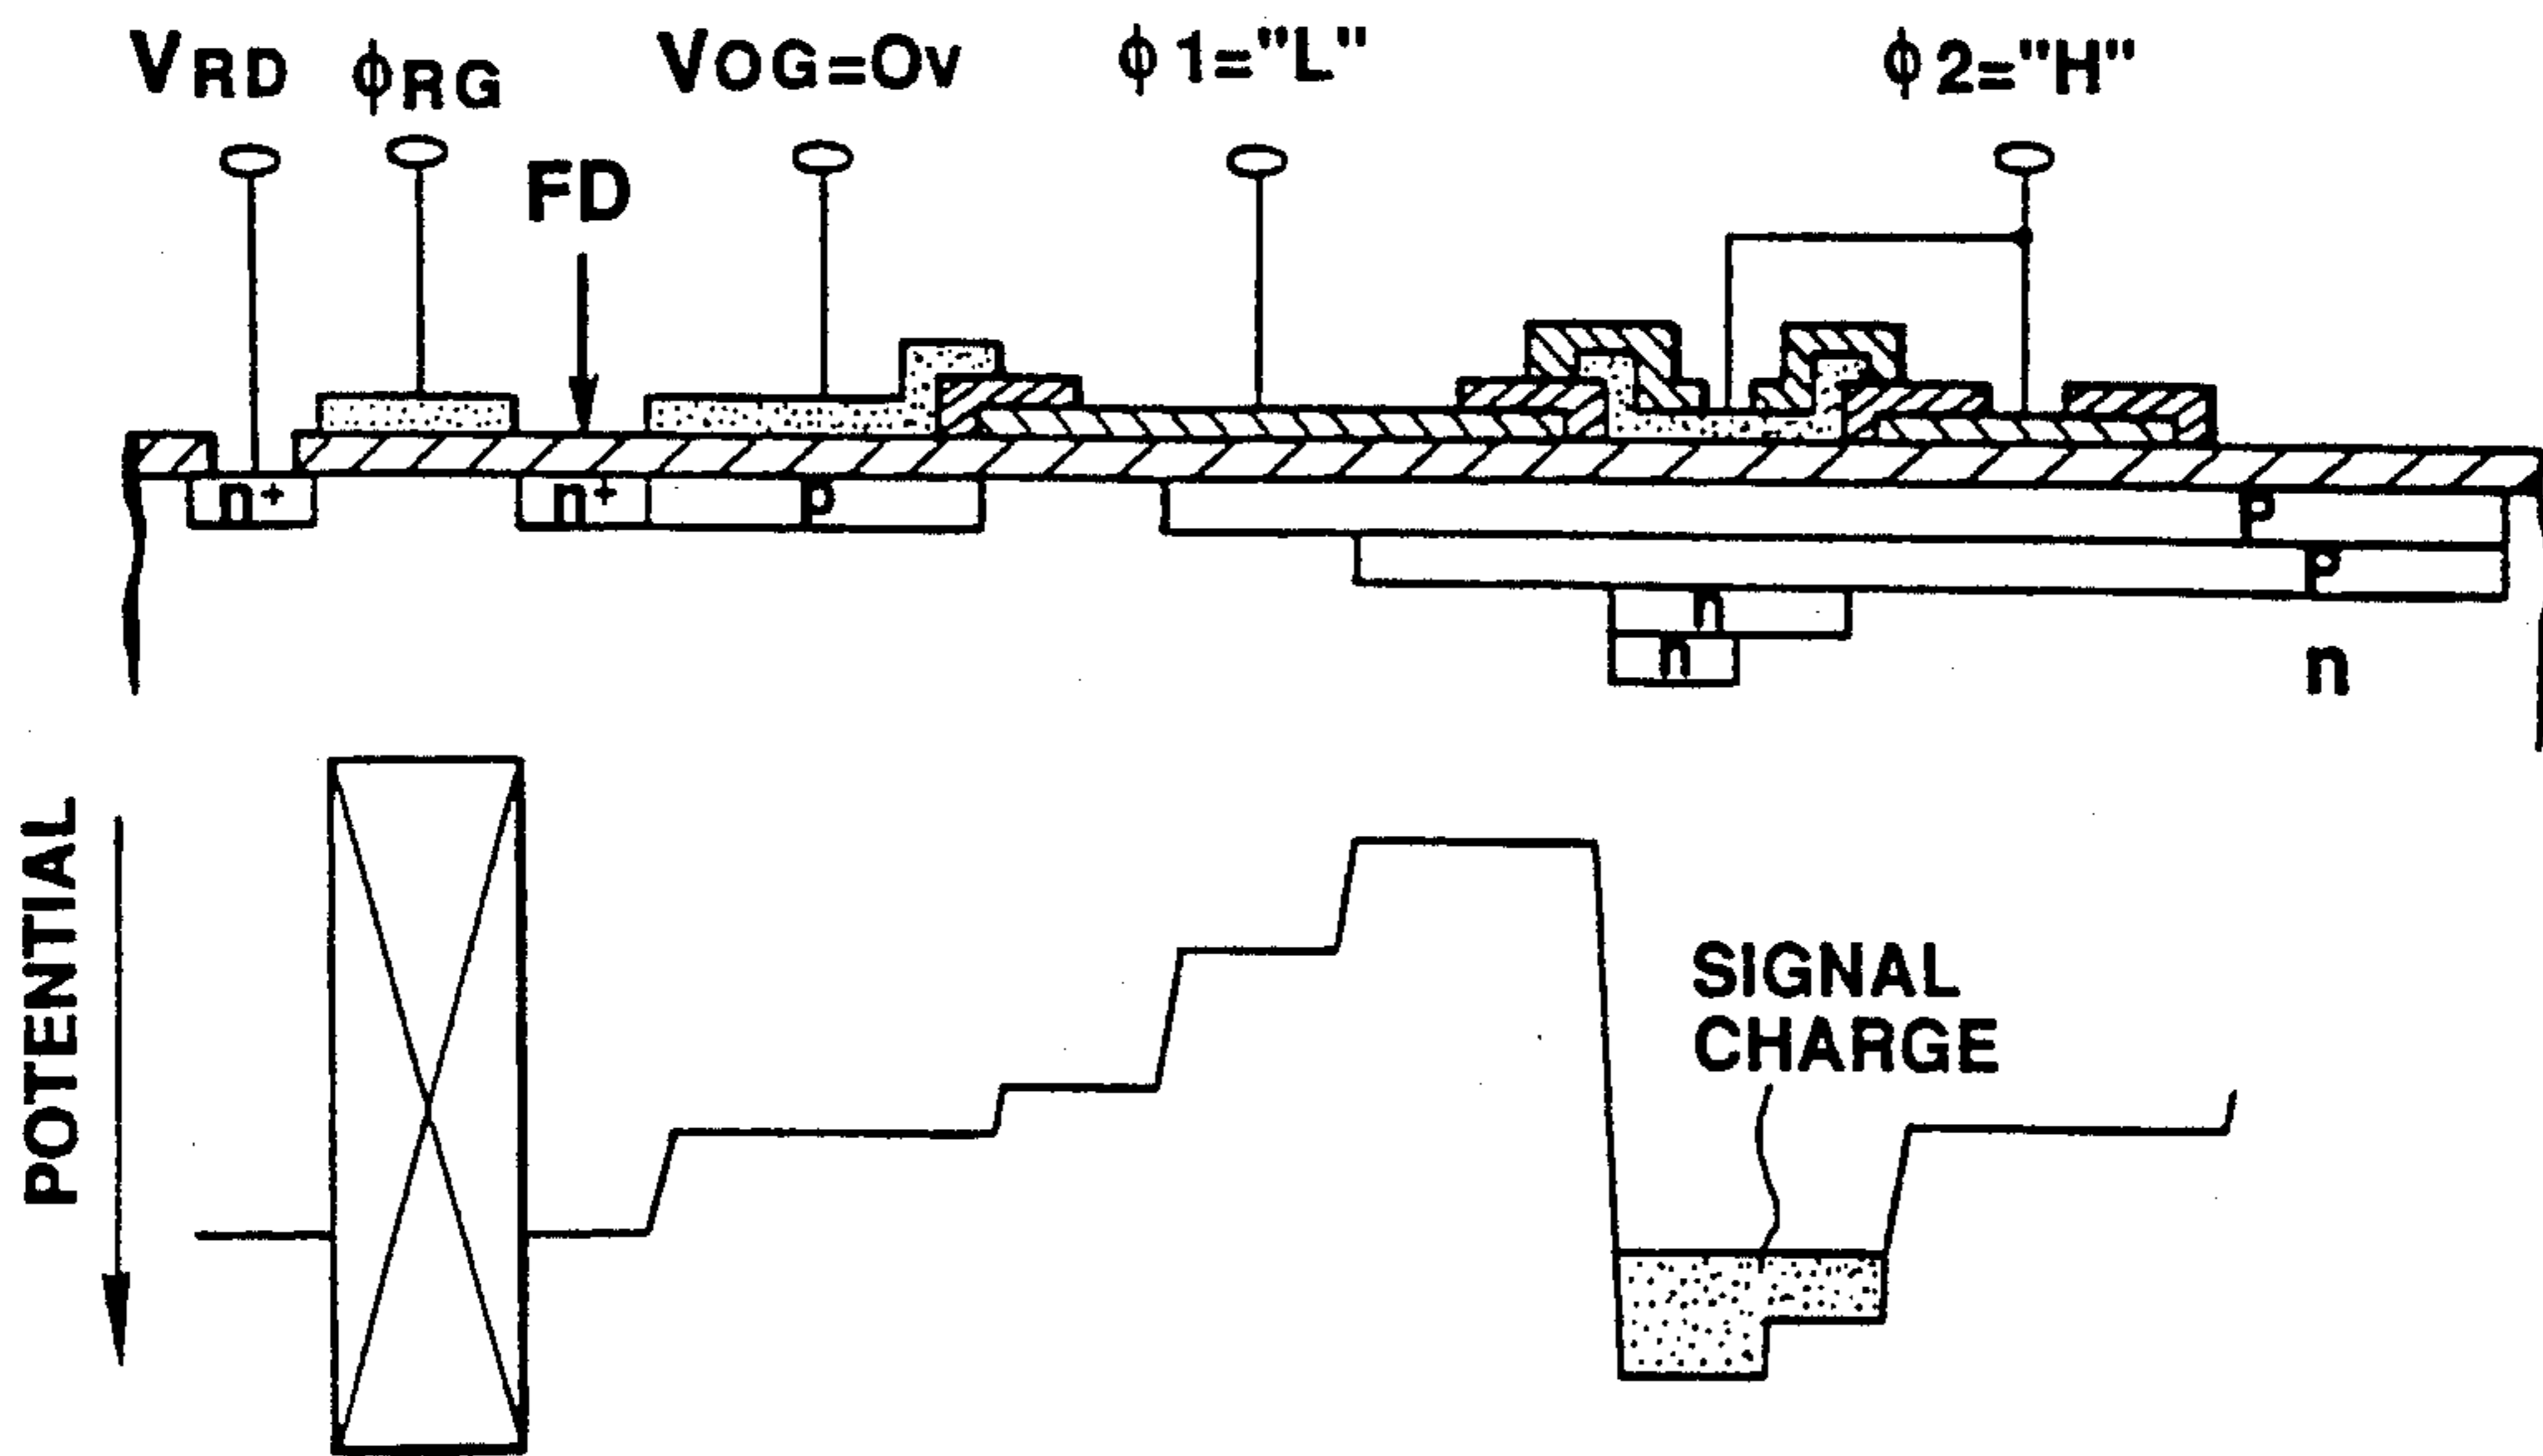 VRD
ϕRG
VOG=0V
ϕ1="L"
ϕ2="H"
FD
n+
n+
p
p
p
n
n
n
POTENTIAL
SIGNAL
CHARGE